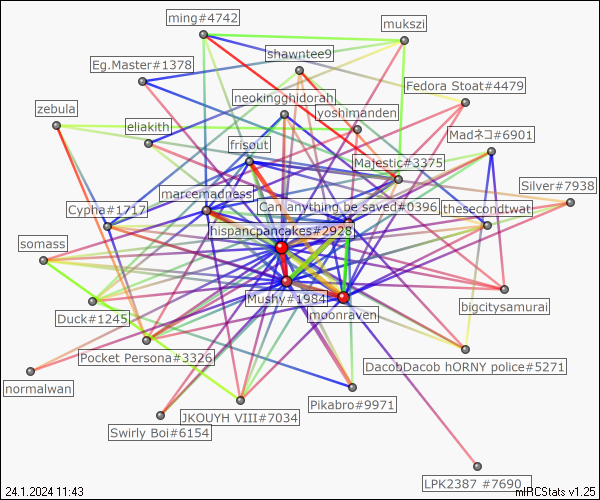 ming#4742
mukszi
shawntee9
Eg.Master#1378
Fedora Stoat#4479
neokingghidorah
zebula
yoshimanden
eliakith
Madネコ#6901
frisout
Majestic#3375
Silver#7938
marcemadness
Can anything be saved#0396
Cypha#1717
thesecondtwat
hispancpancakes#2928
somass
Mushy#1984
bigcitysamurai
moonraven
Duck#1245
Pocket Persona#3326
DacobDacob hORNY police#5271
normalwan
Pikabro#9971
JKOUYH VIII#7034
Swirly Boi#6154
LPK2387 #7690
24.1.2024 11:43
mIRCStats v1.25